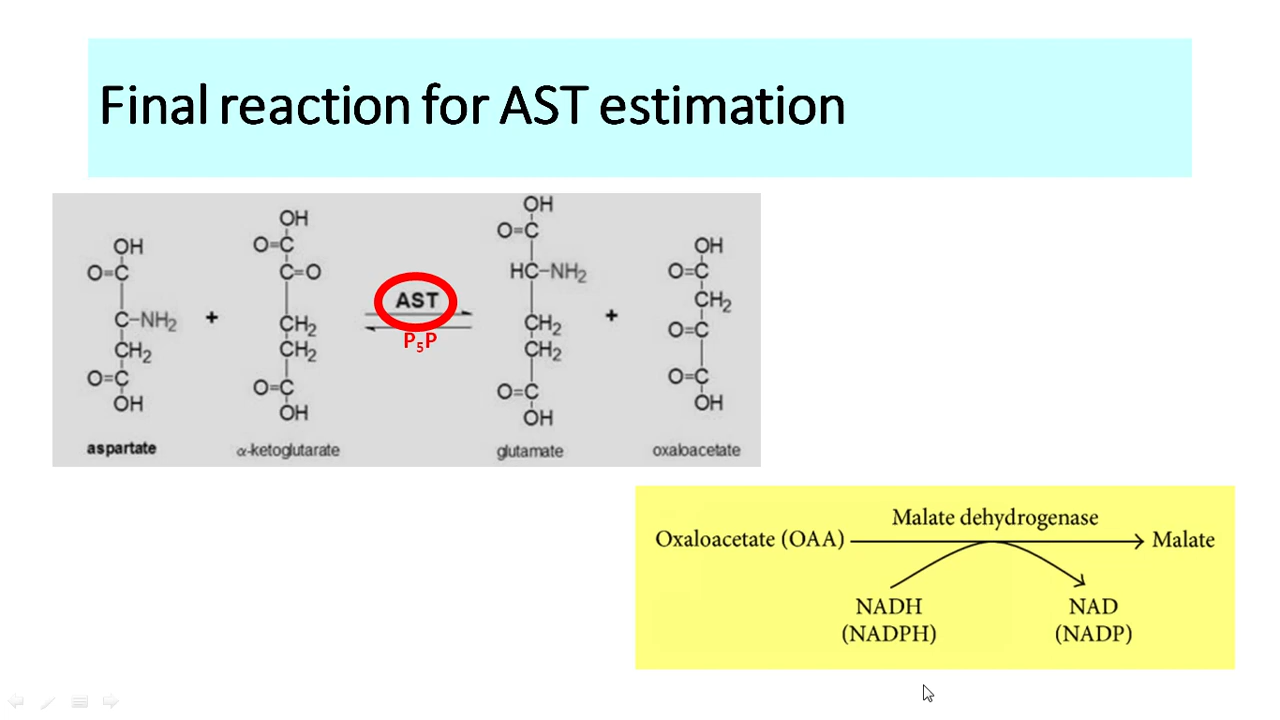 Final reaction for AST estimation
OH
O=C
C-NH2
CH2
O=C
OH
aspartate
+
OH
O=C
C=O
CH2
CH2
O=C
OH
α-ketoglutarate
AST
P5P
OH
O=C
HC-NH2
CH2
CH2
O=C
OH
glutamate
+
OH
O=C
CH2
O=C
O=C
OH
oxaloacetate
Malate dehydrogenase
Oxaloacetate (OAA)
Malate
NADH
(NADPH)
NAD
(NADP)